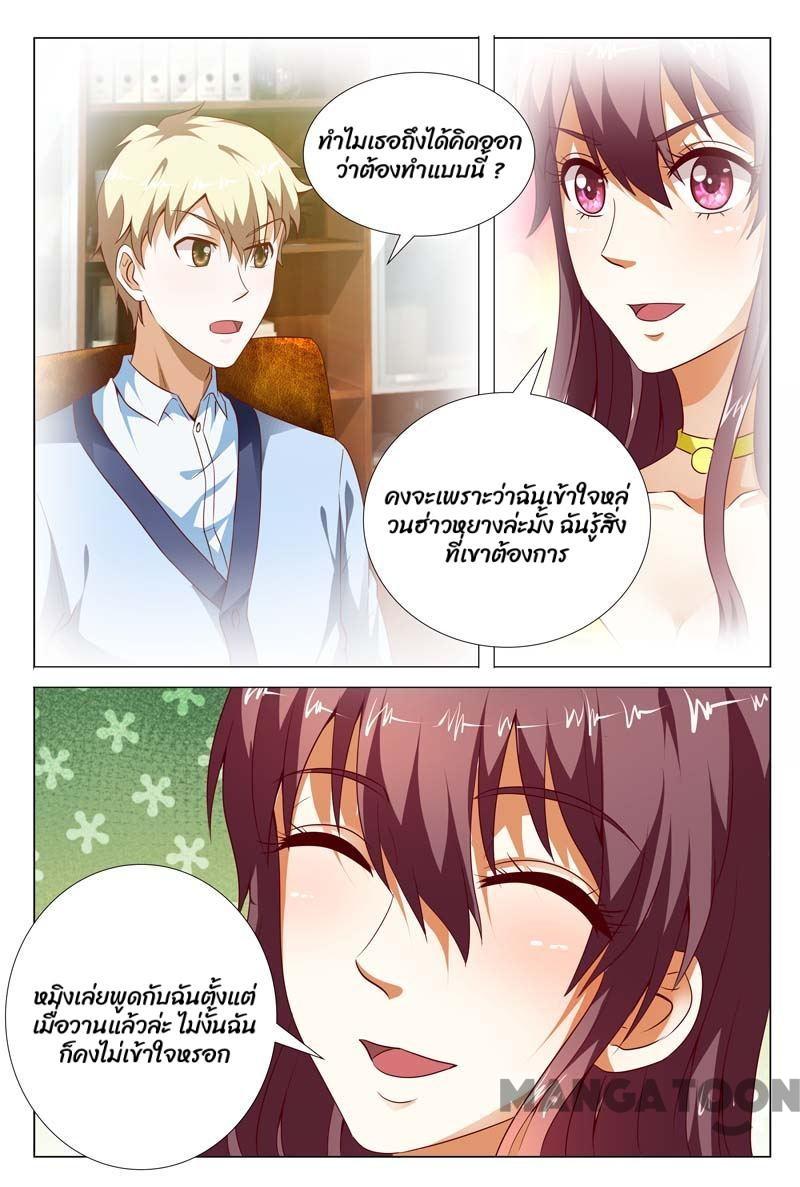 ทำไมเธอถึงได้คิดออก
ว่าต้องทำแบบนี้ ?
คงจะเพราะว่าฉันเข้าใจหล่
วนฮ่าวหยางล่ะมั้ง ฉันรู้สิ่ง
ที่เขาต้องการ
หมิงเล่ยพูดกับฉันตั้งแต่
เมื่อวานแล้วล่ะ ไม่งั้นฉัน
ก็คงไม่เข้าใจหรอก
MANGATOON